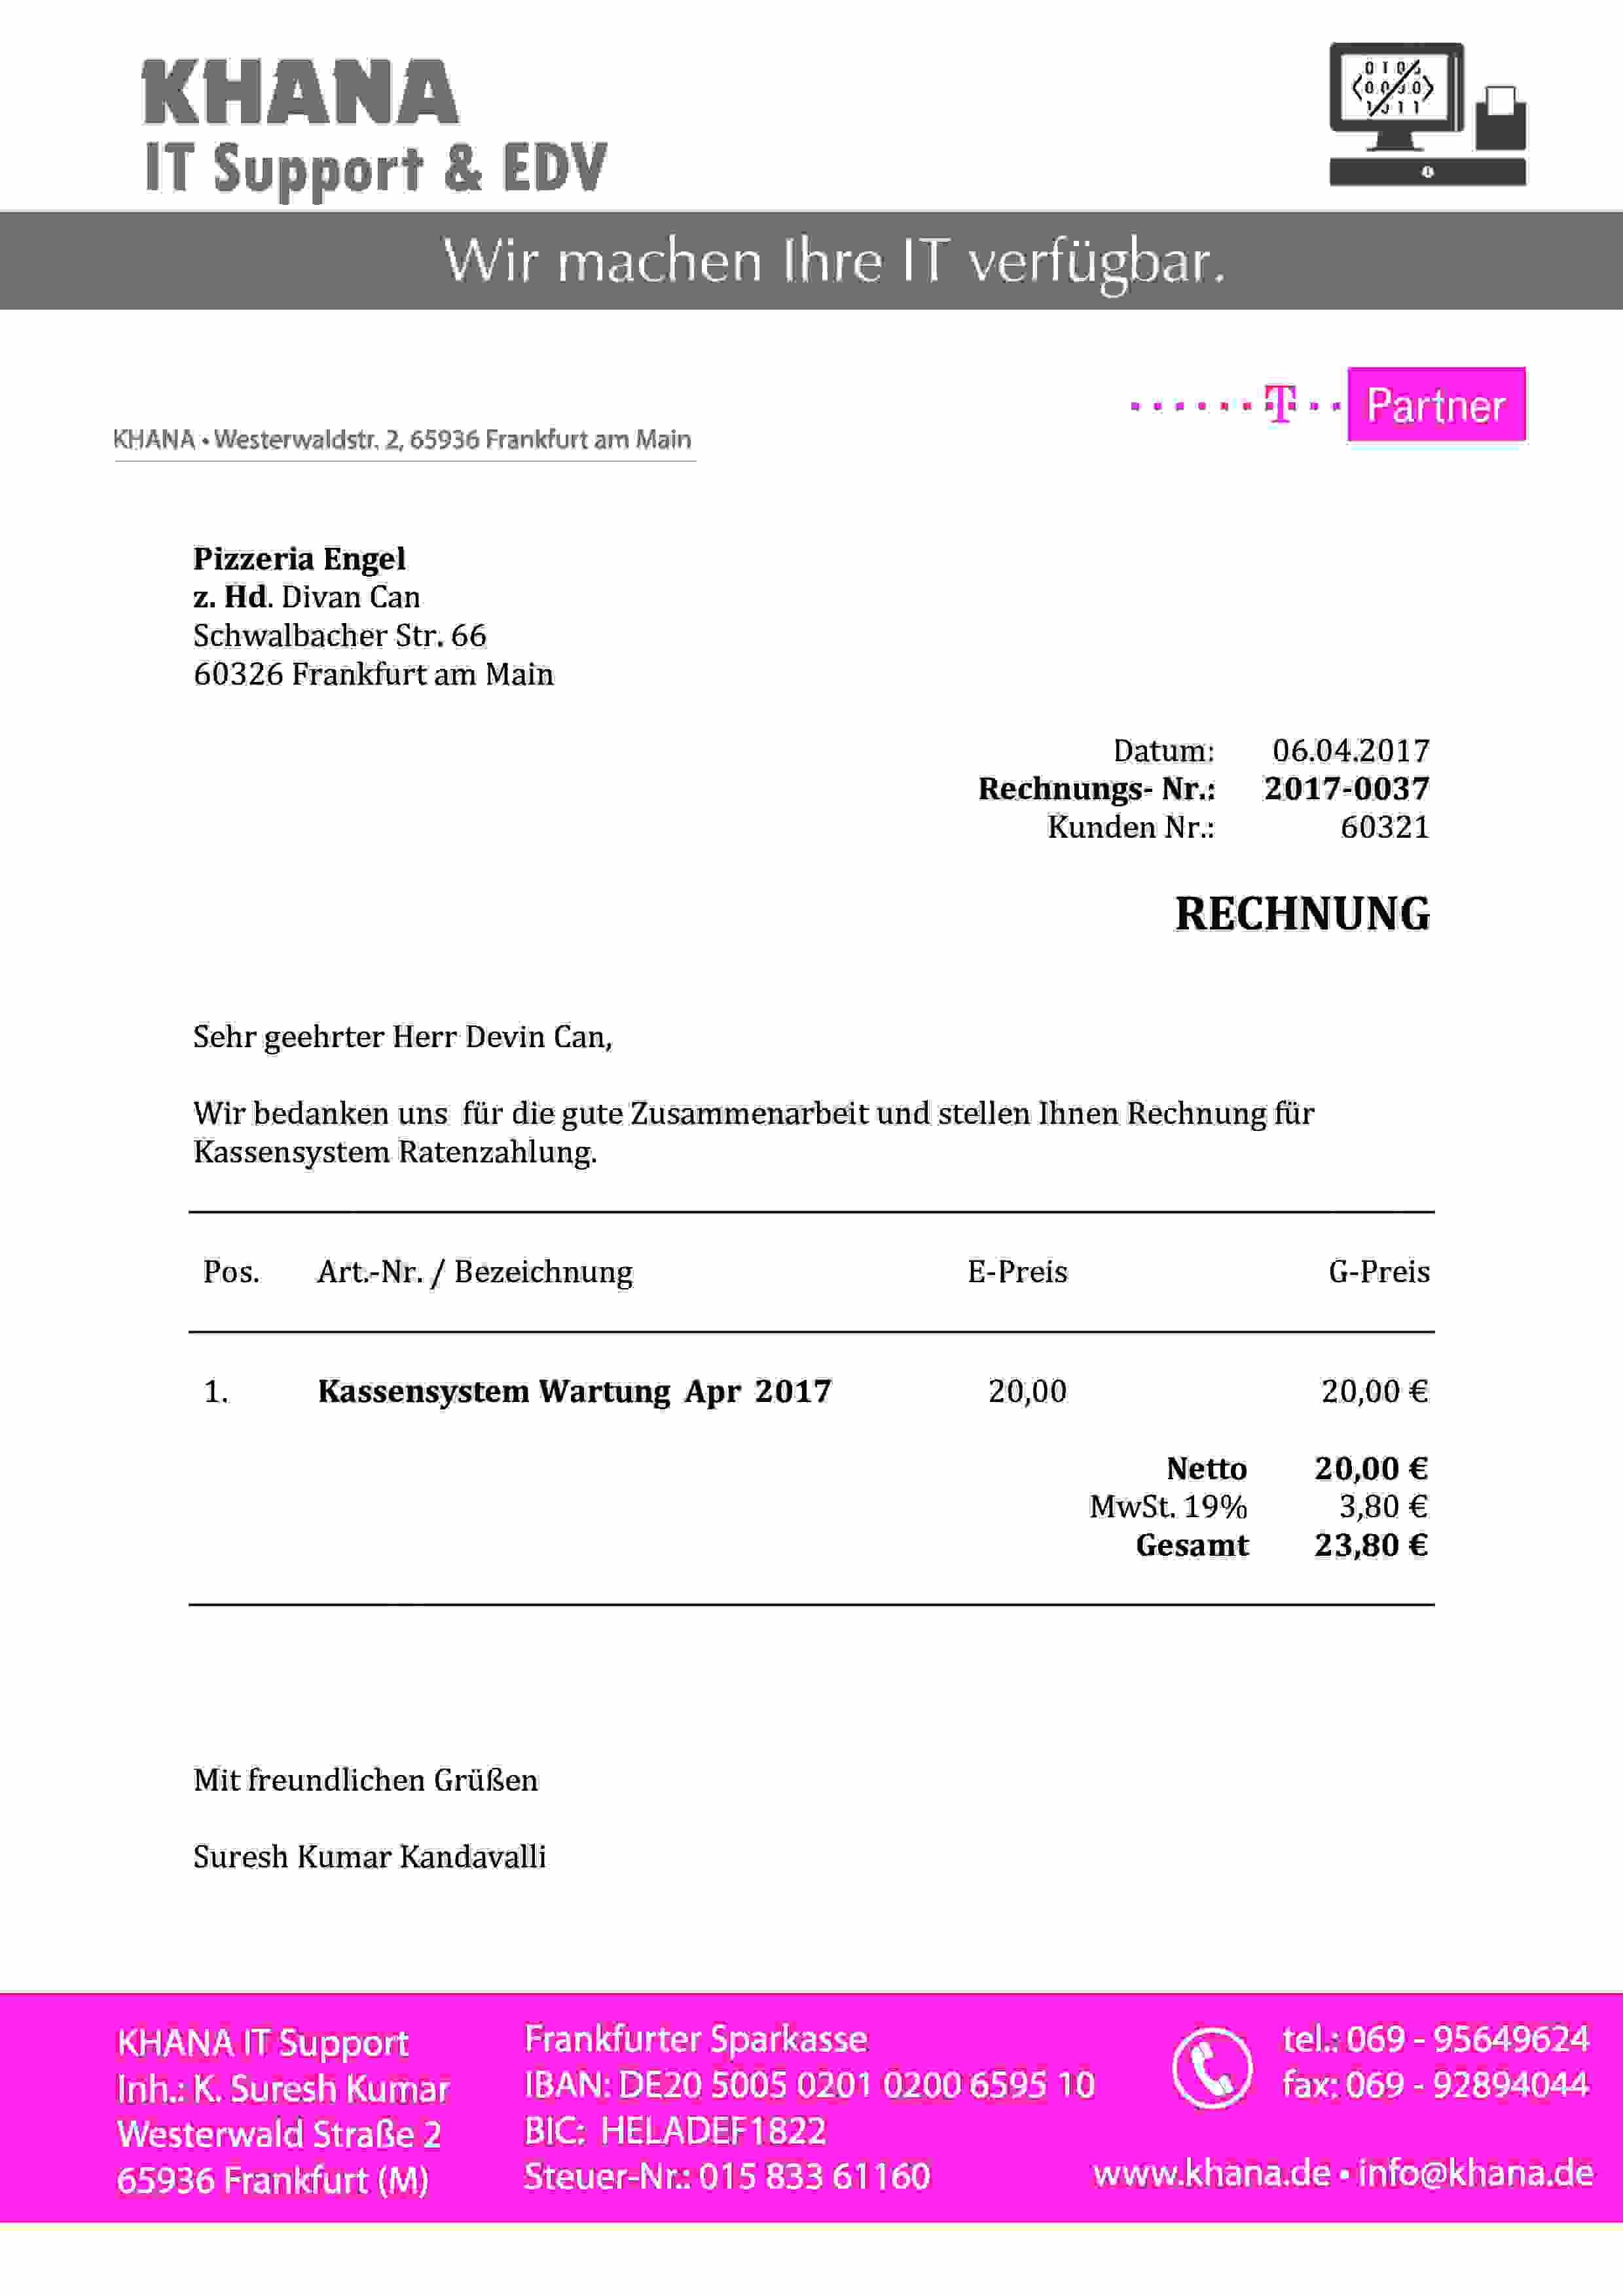 KHANA
IT Support & EDV
Wir machen Ihre IT verfügbar.
T Partner
KHANA • Westerwaldstr. 2, 65936 Frankfurt am Main
Pizzeria Engel
z. Hd. Divan Can
Schwalbacher Str. 66
60326 Frankfurt am Main
Datum: 06.04.2017
Rechnungs- Nr.: 2017-0037
Kunden Nr.: 60321
RECHNUNG
Sehr geehrter Herr Devin Can,
Wir bedanken uns für die gute Zusammenarbeit und stellen Ihnen Rechnung für
Kassensystem Ratenzahlung.
Pos. Art.-Nr. / Bezeichnung E-Preis G-Preis
1. Kassensystem Wartung Apr 2017 20,00 20,00 €
Netto 20,00 €
MwSt. 19% 3,80 €
Gesamt 23,80 €
Mit freundlichen Grüßen
Suresh Kumar Kandavalli
KHANA IT Support
Inh.: K. Suresh Kumar
Westerwald Straße 2
65936 Frankfurt (M)
Frankfurter Sparkasse
IBAN: DE20 5005 0201 0200 6595 10
BIC: HELADEF1822
Steuer-Nr.: 015 833 61160
tel.: 069 - 95649624
fax: 069 - 92894044
www.khana.de • info@khana.de